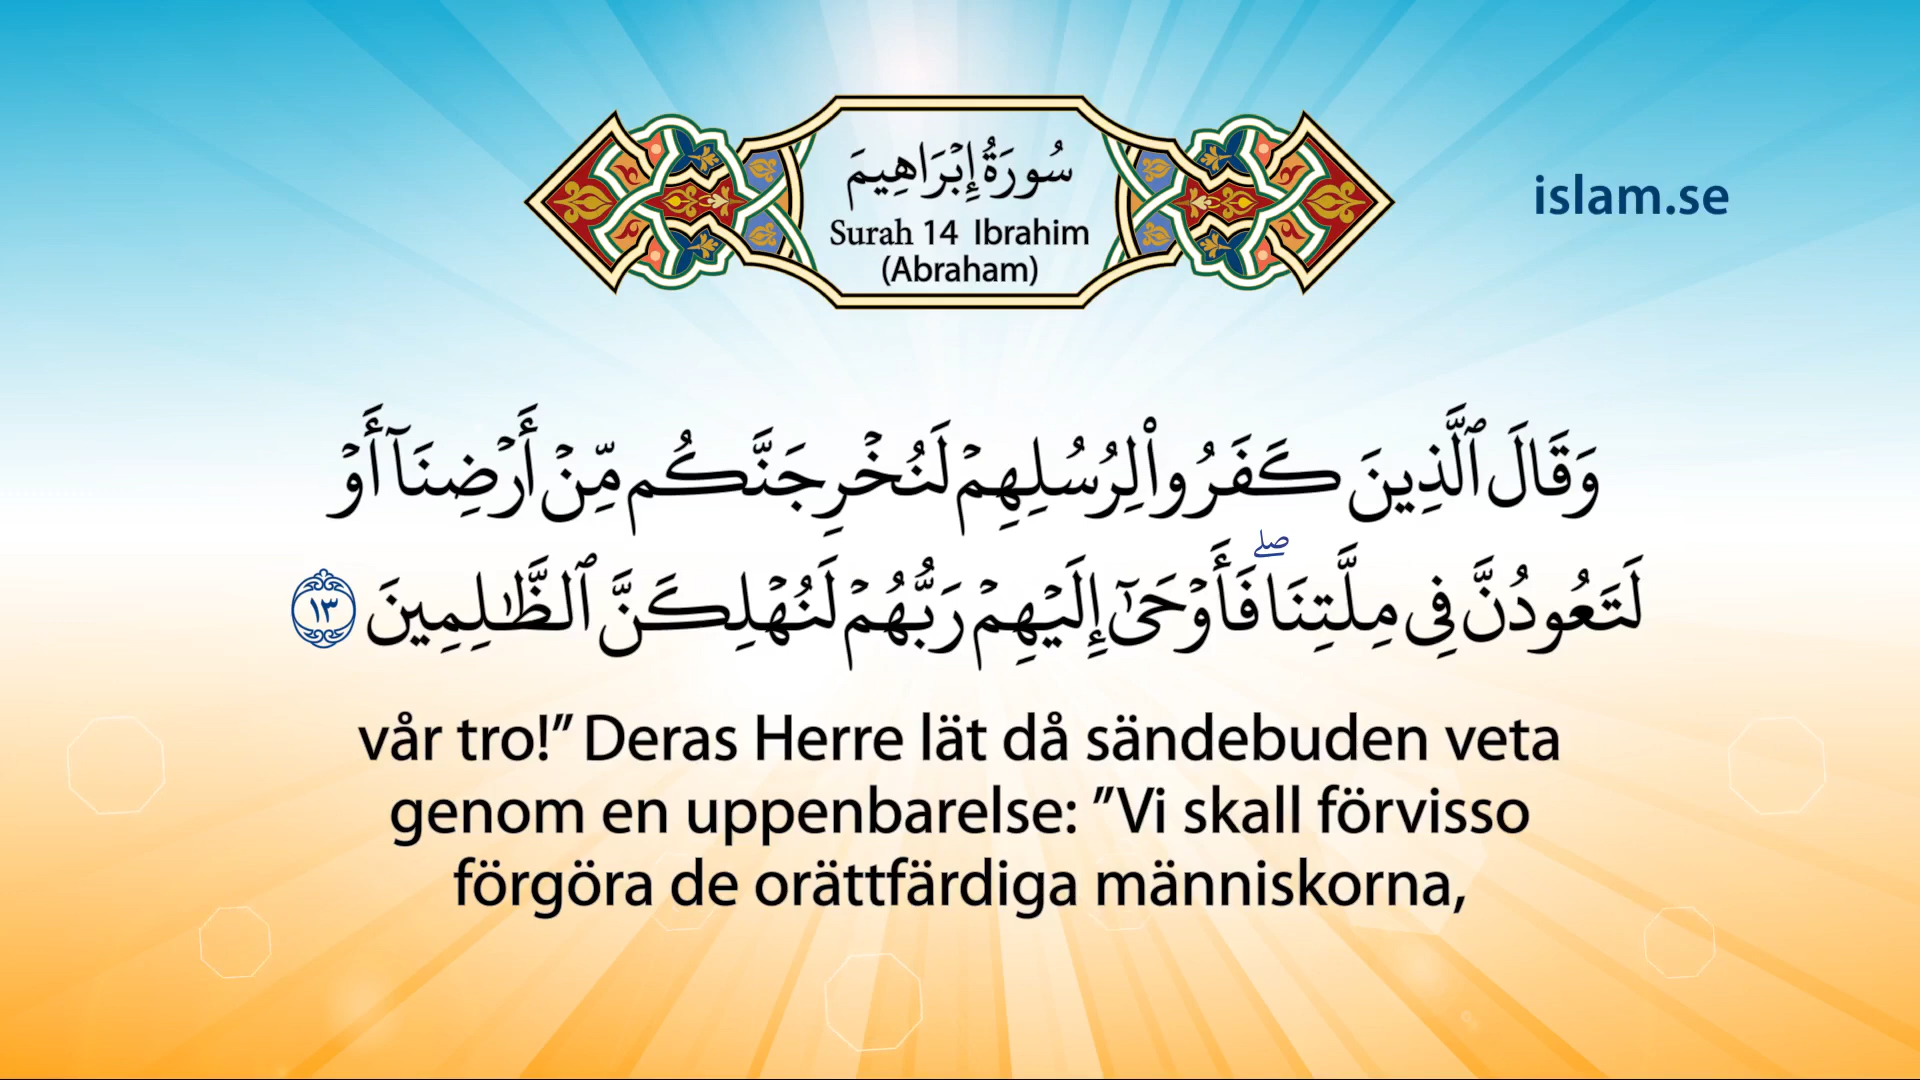 سُورَةُ إِبْرَاهِيمَ
Surah 14 Ibrahim
(Abraham)
islam.se
وَقَالَ ٱلَّذِينَ كَفَرُوا۟ لِرُسُلِهِمْ لَنُخْرِجَنَّكُم مِّنْ أَرْضِنَآ أَوْ
لَتَعُودُنَّ فِى مِلَّتِنَا ۖ فَأَوْحَىٰٓ إِلَيْهِمْ رَبُّهُمْ لَنُهْلِكَنَّ ٱلظَّـٰلِمِينَ ١٣
vår tro!” Deras Herre lät då sändebuden veta
genom en uppenbarelse: ”Vi skall förvisso
förgöra de orättfärdiga människorna,